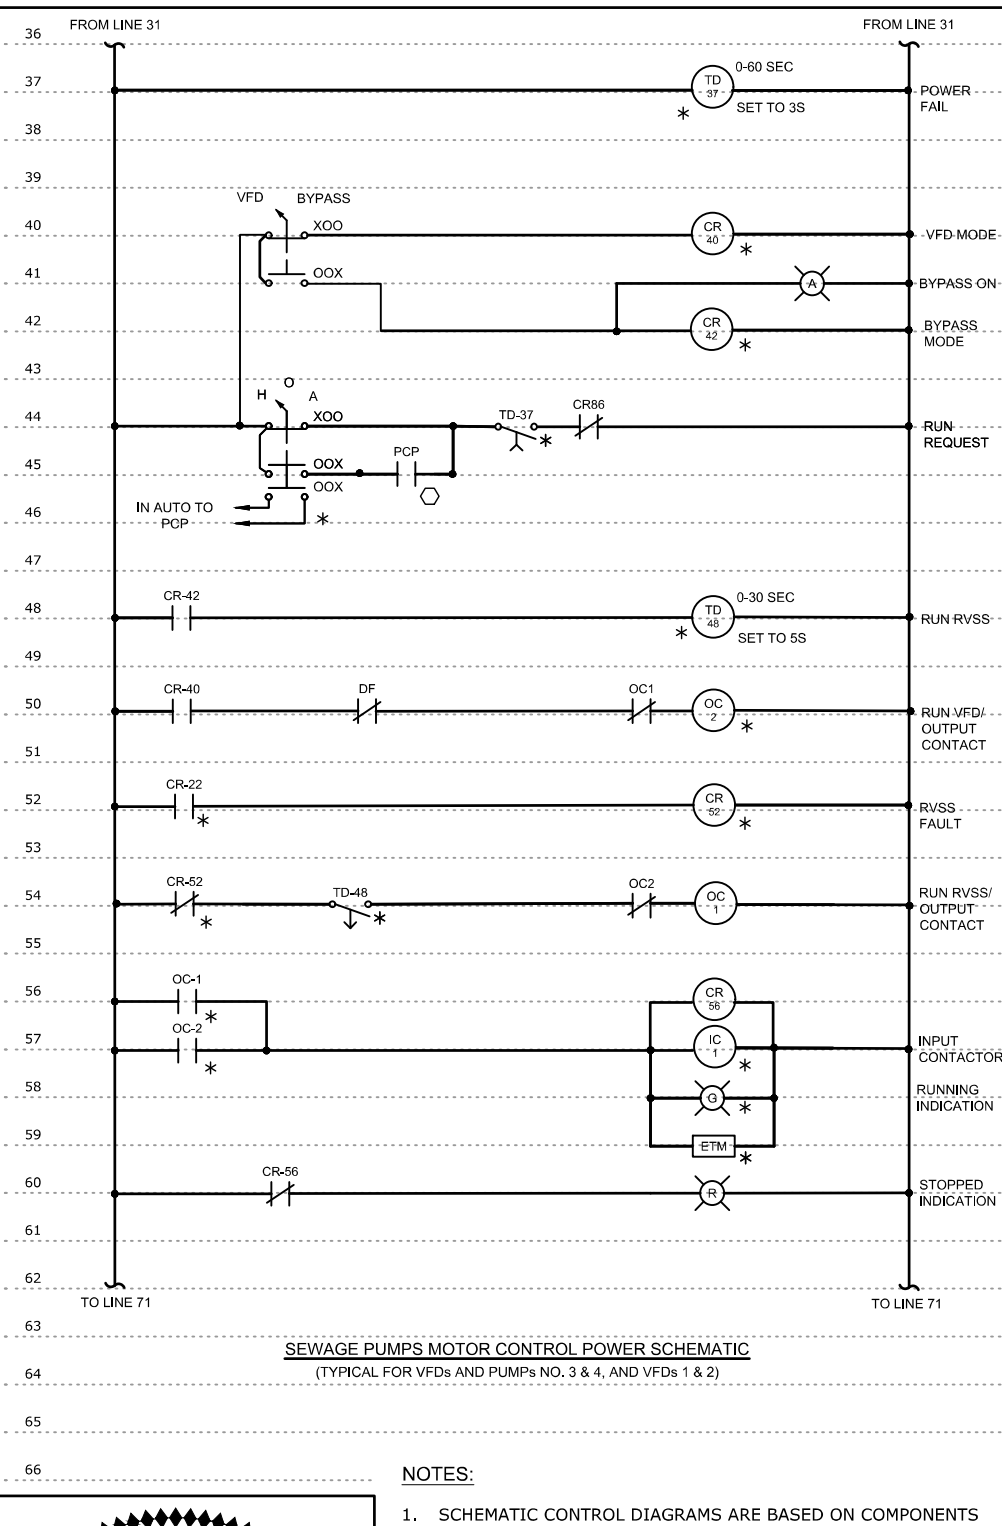 FROM LINE 31
FROM LINE 31
36
37
TD
37
0-60 SEC
SET TO 3S
*
POWER
FAIL
38
39
VFD
BYPASS
40
XOO
CR
40
*
VFD MODE
41
OOX
A
BYPASS ON
42
CR
42
*
BYPASS
MODE
43
H
O
A
44
XOO
TD-37
*
CR86
RUN
REQUEST
45
OOX
PCP
OOX
46
IN AUTO TO
PCP
*
47
48
CR-42
*
TD
48
0-30 SEC
SET TO 5S
RUN RVSS
49
50
CR-40
DF
OC1
OC
2
*
RUN VFD/
OUTPUT
CONTACT
51
52
CR-22
*
CR
52
*
RVSS
FAULT
53
54
CR-52
*
TD-48
*
OC2
OC
1
RUN RVSS/
OUTPUT
CONTACT
55
56
OC-1
*
CR
56
57
OC-2
*
IC
1
*
INPUT
CONTACTOR
58
G
*
RUNNING
INDICATION
59
ETM
*
60
CR-56
R
STOPPED
INDICATION
61
62
TO LINE 71
TO LINE 71
63
SEWAGE PUMPS MOTOR CONTROL POWER SCHEMATIC
64
(TYPICAL FOR VFDs AND PUMPs NO. 3 & 4, AND VFDs 1 & 2)
65
66
NOTES:
1. SCHEMATIC CONTROL DIAGRAMS ARE BASED ON COMPONENTS